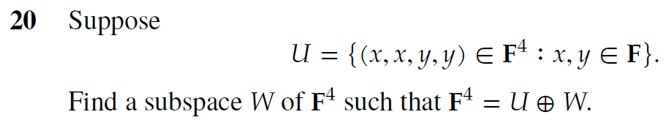 20 Suppose
U = {(x, x, y, y) ∈ F⁴ : x, y ∈ F}.
Find a subspace W of F⁴ such that F⁴ = U ⊕ W.